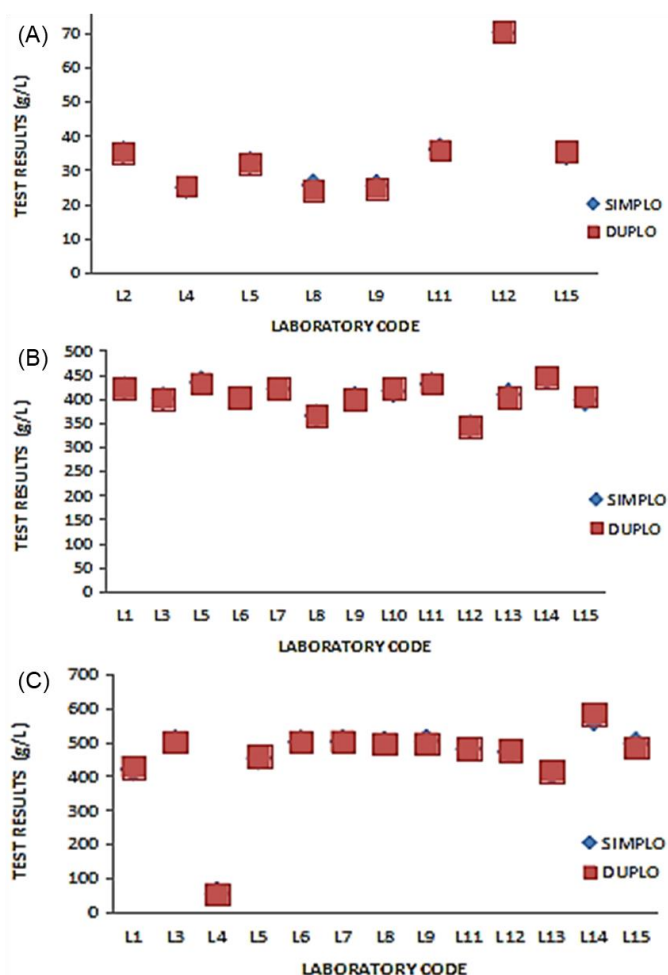 (A)
TEST RESULTS (g/L)
70
60
50
40
30
20
10
0
L2 L4 L5 L8 L9 L11 L12 L15
LABORATORY CODE
SIMPLO
DUPLO
(B)
TEST RESULTS (g/L)
500
450
400
350
300
250
200
150
100
50
0
L1 L3 L5 L6 L7 L8 L9 L10 L11 L12 L13 L14 L15
LABORATORY CODE
SIMPLO
DUPLO
(C)
TEST RESULTS (g/L)
700
600
500
400
300
200
100
0
L1 L3 L4 L5 L6 L7 L8 L9 L11 L12 L13 L14 L15
LABORATORY CODE
SIMPLO
DUPLO